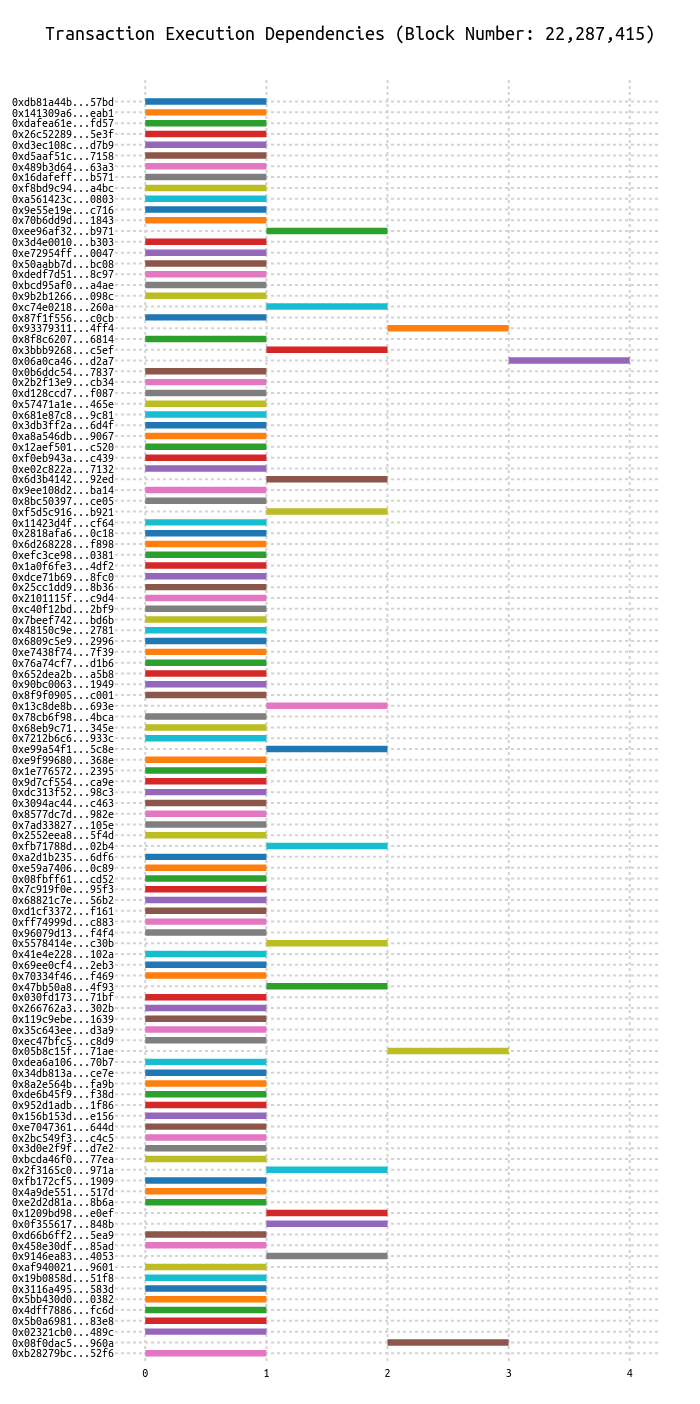 Transaction Execution Dependencies (Block Number: 22,287,415)
0xdb81a44b...57bd
0x141309a6...eab1
0xdafea61e...fd57
0x26c52289...5e3f
0xd3ec108c...d7b9
0xd5aaf51c...7158
0x489b3d64...63a3
0x16dafeff...b571
0xf8bd9c94...a4bc
0xa561423c...0803
0x9e55e19e...c716
0x70b6dd9d...1843
0xee96af32...b971
0x3d4e0010...b303
0xe72954ff...0047
0x50aabb7d...bc08
0xdedf7d51...8c97
0xbcd95af0...a4ae
0x9b2b1266...098c
0xc74e0218...260a
0x87f1f556...c0cb
0x93379311...4ff4
0x8f8c6207...6814
0x3bbb9268...c5ef
0x06a0ca46...d2a7
0x0b6ddc54...7837
0x2b2f13e9...cb34
0xd128ccd7...f087
0x57471a1e...465e
0x681e87c8...9c81
0x3db3ff2a...6d4f
0xa8a546db...9067
0x12aef501...c520
0xf0eb943a...c439
0xe02c822a...7132
0x6d3b4142...92ed
0x9ee108d2...ba14
0x8bc50397...ce05
0xf5d5c916...b921
0x11423d4f...cf64
0x2818afa6...0c18
0x6d268228...f898
0xefc3ce98...0381
0x1a0f6fe3...4df2
0xdce71b69...8fc0
0x25cc1dd9...8b36
0x2101115f...c9d4
0xc40f12bd...2bf9
0x7beef742...bd6b
0x48150c9e...2781
0x6809c5e9...2996
0xe7438f74...7f39
0x76a74cf7...d1b6
0x652dea2b...a5b8
0x90bc0063...1949
0x8f9f0905...c001
0x13c8de8b...693e
0x78cb6f98...4bca
0x68eb9c71...345e
0x7212b6c6...933c
0xe99a54f1...5c8e
0xe9f99680...368e
0x1e776572...2395
0x9d7cf554...ca9e
0xdc313f52...98c3
0x3094ac44...c463
0x8577dc7d...982e
0x7ad33827...105e
0x2552eea8...5f4d
0xfb71788d...02b4
0xa2d1b235...6df6
0xe59a7406...0c89
0x08fbff61...cd52
0x7c919f0e...95f3
0x68821c7e...56b2
0xd1cf3372...f161
0xff74999d...c883
0x96079d13...f4f4
0x5578414e...c30b
0x41e4e228...102a
0x69ee0cf4...2eb3
0x70334f46...f469
0x47bb50a8...4f93
0x030fd173...71bf
0x266762a3...302b
0x119c9ebe...1639
0x35c643ee...d3a9
0xec47bfc5...c8d9
0x05b8c15f...71ae
0xdea6a106...70b7
0x34db813a...ce7e
0x8a2e564b...fa9b
0xde6b45f9...f38d
0x952d1adb...1f86
0x156b153d...e156
0xe7047361...644d
0x2bc549f3...c4c5
0x3d0e2f9f...d7e2
0xbcda46f0...77ea
0x2f3165c0...971a
0xfb172cf5...1909
0x4a9de551...517d
0xe2d2d81a...8b6a
0x1209bd98...e0ef
0x0f355617...848b
0xd66b6ff2...5ea9
0x458e30df...85ad
0x9146ea83...4053
0xaf940021...9601
0x19b0858d...51f8
0x3116a495...583d
0x5bb430d0...0382
0x4dff7886...fc6d
0x5b0a6981...83e8
0x02321cb0...489c
0x08f0dac5...960a
0xb28279bc...52f6
0 1 2 3 4